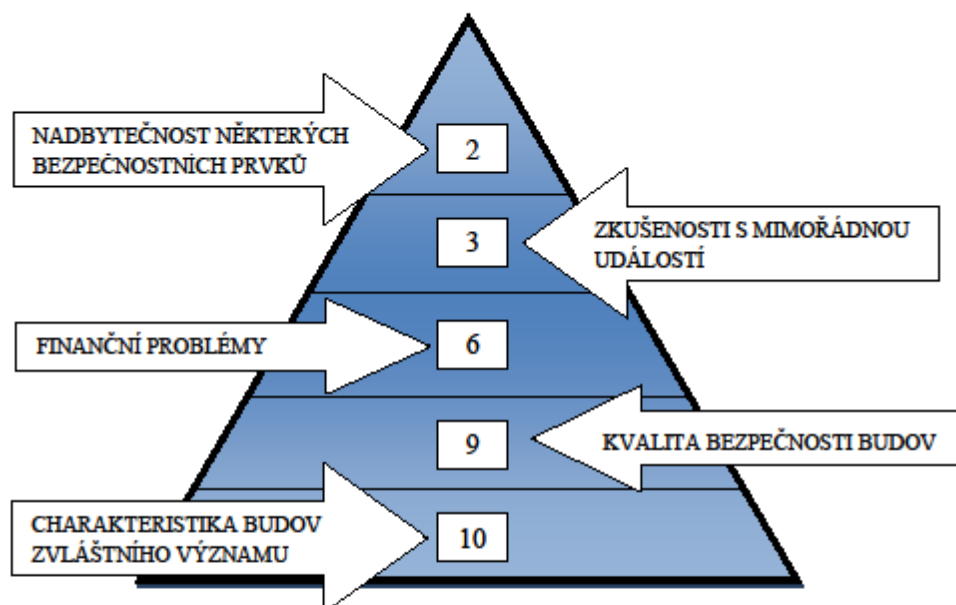 NADBYTEČNOST NĚKTERÝCH
BEZPEČNOSTNÍCH PRVKŮ
2
3
ZKUŠENOSTI S MIMOŘÁDNOU
UDÁLOSTÍ
FINANČNÍ PROBLÉMY
6
9
KVALITA BEZPEČNOSTI BUDOV
CHARAKTERISTIKA BUDOV
ZVLÁŠTNÍHO VÝZNAMU
10